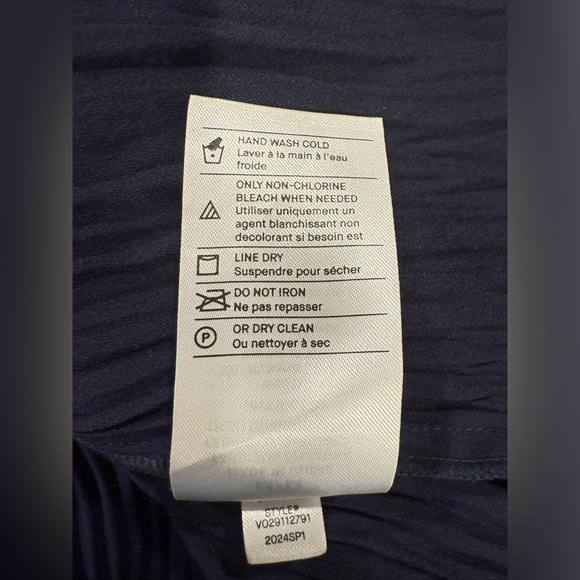 HAND WASH COLD
Laver à la main à l'eau
froide
ONLY NON-CHLORINE
BLEACH WHEN NEEDED
Utiliser uniquement un
agent blanchissant non
decolorant si besoin est
LINE DRY
Suspendre pour sécher
DO NOT IRON
Ne pas repasser
P
OR DRY CLEAN
Ou nettoyer à sec
STYLE#
VO29112791
2024SP1